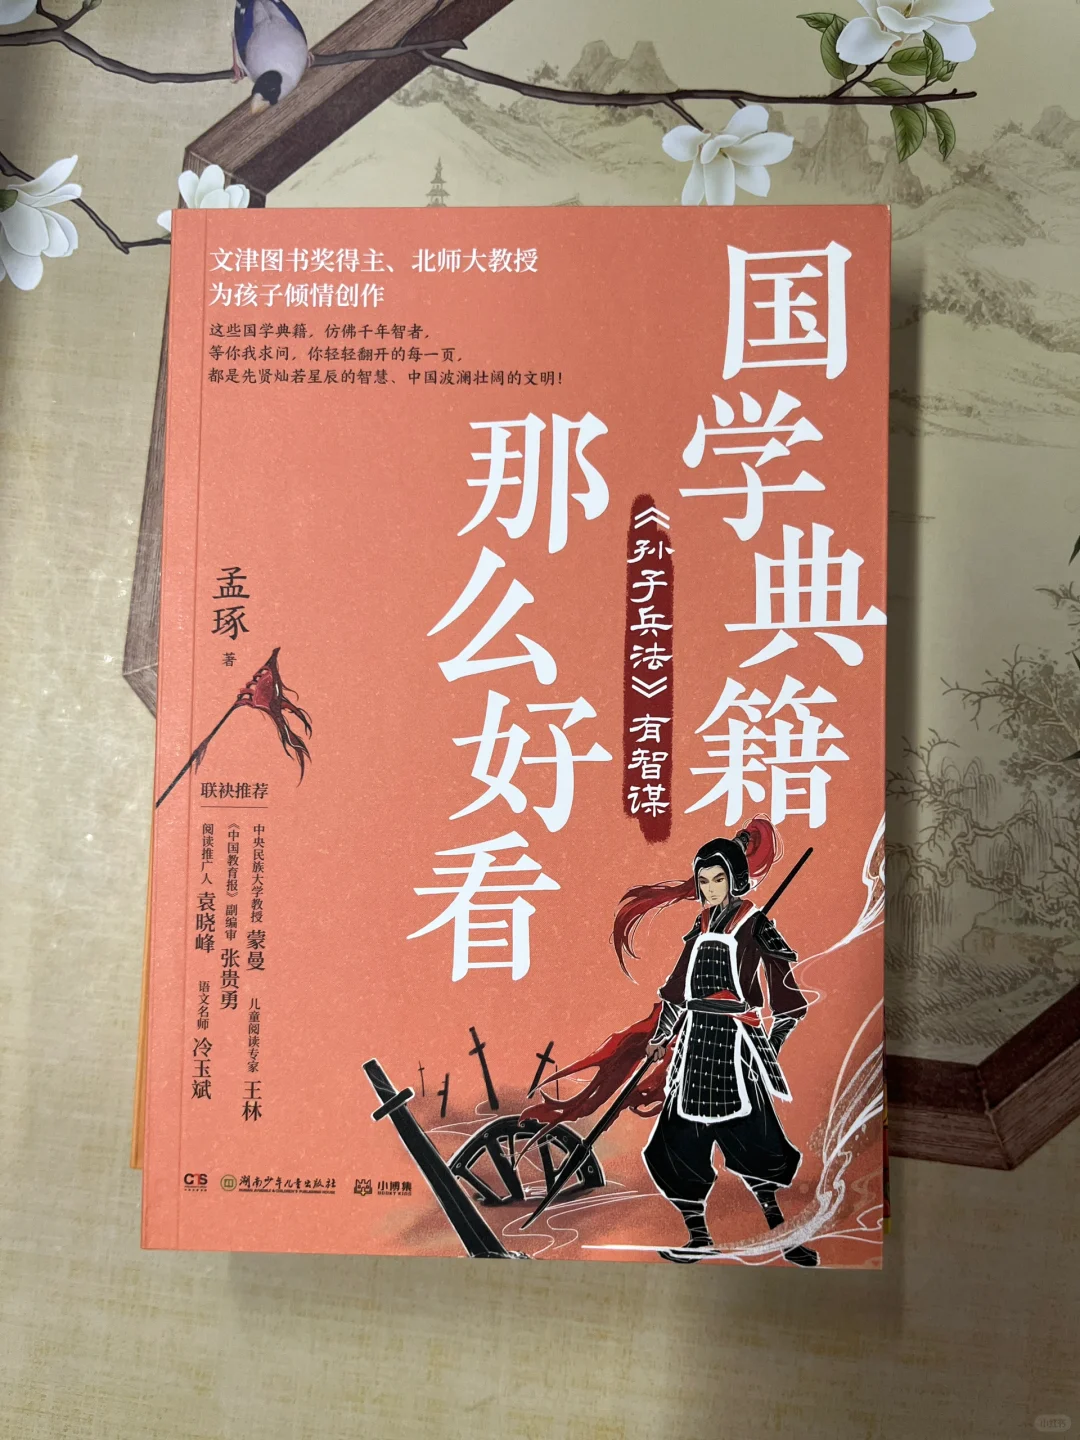 文津图书奖得主、北师大教授
为孩子倾情创作
这些国学典籍，仿佛千年智者，
等你我求问，你轻轻翻开的每一页，
都是先贤灿若星辰的智慧、中国波澜壮阔的文明！
国学典籍
《孙子兵法》有智谋
那么好看
孟琢
著
联袂推荐
中央民族大学教授 蒙曼 儿童阅读专家 王林
《中国教育报》副编审 张贵勇
阅读推广人 袁晓峰 语文名师 冷玉斌
湖南少年儿童出版社
小博集
BOOKY KIDS
小红书